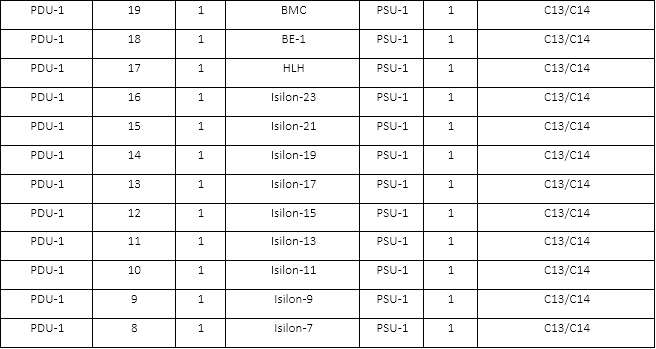 PDU-1 19 1 BMC PSU-1 1 C13/C14
PDU-1 18 1 BE-1 PSU-1 1 C13/C14
PDU-1 17 1 HLH PSU-1 1 C13/C14
PDU-1 16 1 Isilon-23 PSU-1 1 C13/C14
PDU-1 15 1 Isilon-21 PSU-1 1 C13/C14
PDU-1 14 1 Isilon-19 PSU-1 1 C13/C14
PDU-1 13 1 Isilon-17 PSU-1 1 C13/C14
PDU-1 12 1 Isilon-15 PSU-1 1 C13/C14
PDU-1 11 1 Isilon-13 PSU-1 1 C13/C14
PDU-1 10 1 Isilon-11 PSU-1 1 C13/C14
PDU-1 9 1 Isilon-9 PSU-1 1 C13/C14
PDU-1 8 1 Isilon-7 PSU-1 1 C13/C14